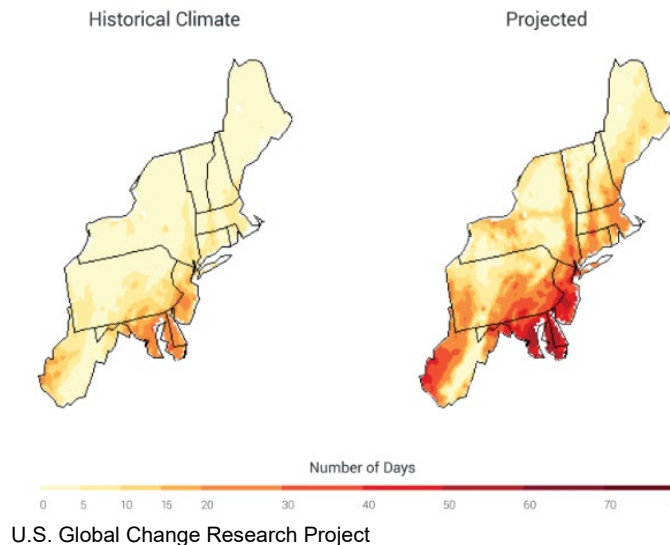 Historical Climate Projected
Number of Days
0 5 10 15 20 30 40 50 60 70
U.S. Global Change Research Project